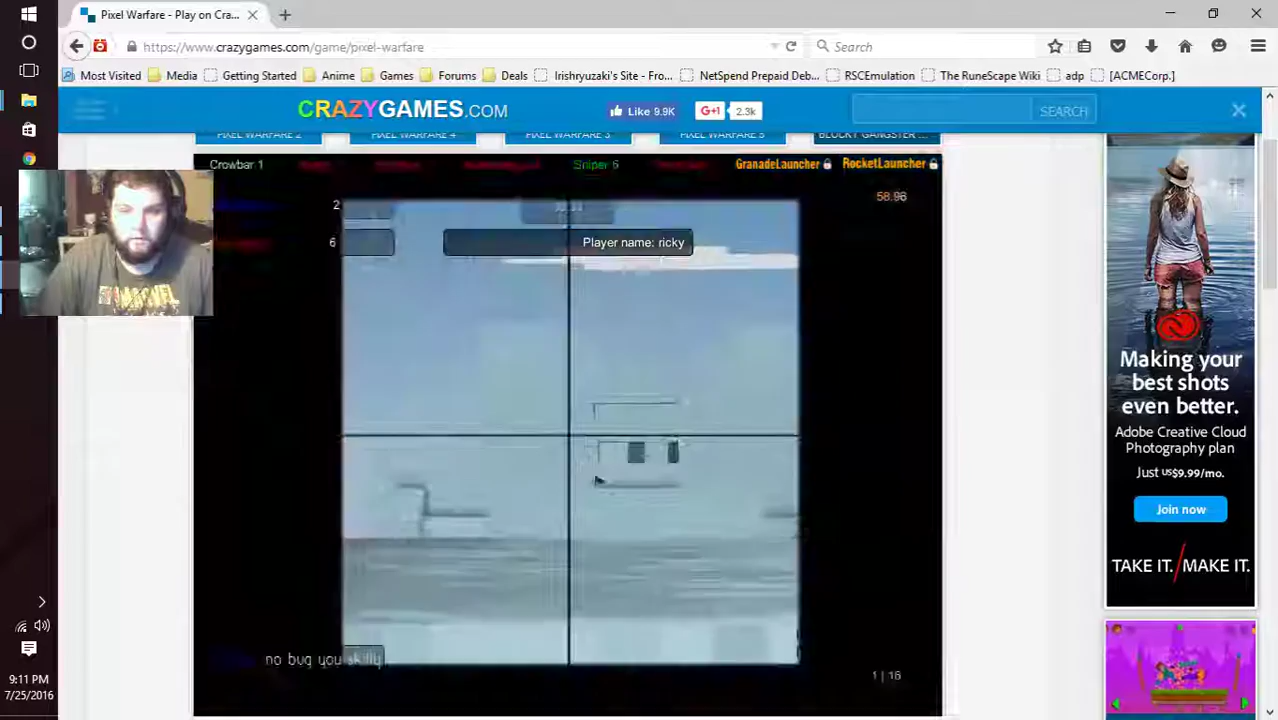 Pixel Warfare - Play on Cra...
https://www.crazygames.com/game/pixel-warfare
Search
Most Visited Media Getting Started Anime Games Forums Deals Irishryuzaki's Site - Fro... NetSpend Prepaid Deb... RSCEmulation The RuneScape Wiki adp [ACMECorp.]
CRAZYGAMES.COM
Like 9.9K
G+1 2.3k
SEARCH
PIXEL WARFARE 2 PIXEL WARFARE 4 PIXEL WARFARE 3 PIXEL WARFARE 5 BLOCKY GANGSTER ...
Crowbar 1 Sniper 6 GranadeLauncher RocketLauncher
58.96
2
6
Player name: ricky
no bug you skilly
1 | 16
Making your
best shots
even better.
Adobe Creative Cloud
Photography plan
Just US$9.99/mo.
Join now
TAKE IT. / MAKE IT.
9:11 PM
7/25/2016